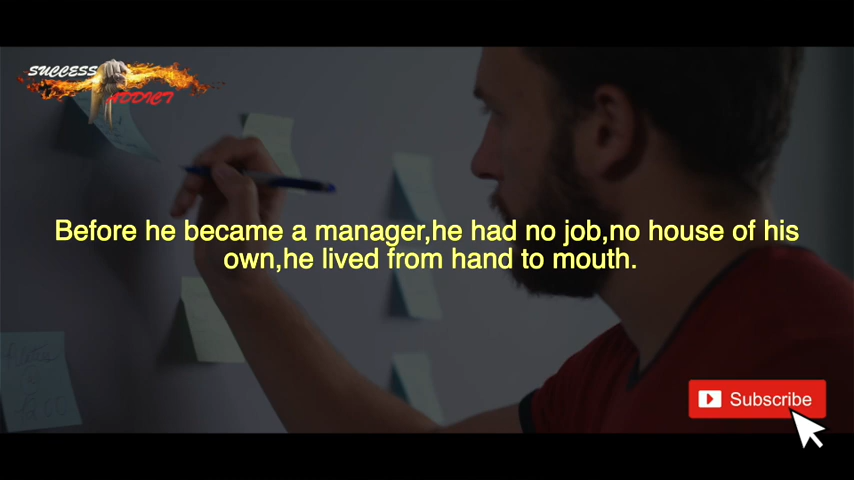 SUCCESS
ADDICT
Before he became a manager,he had no job,no house of his
own,he lived from hand to mouth.
Subscribe